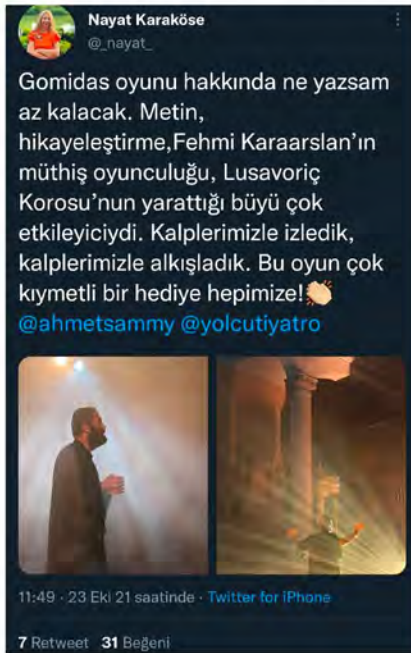 Nayat Karaköse
@_nayat_
Gomidas oyunu hakkında ne yazsam
az kalacak. Metin,
hikayeleştirme,Fehmi Karaarslan’ın
müthiş oyunculuğu, Lusavoriç
Korosu’nun yarattığı büyü çok
etkileyiciydi. Kalplerimizle izledik,
kalplerimizle alkışladık. Bu oyun çok
kıymetli bir hediye hepimize!👏🏻
@ahmetsammy @yolcutiyatro
11:49 · 23 Eki 21 saatinde · Twitter for iPhone
7 Retweet 31 Beğeni